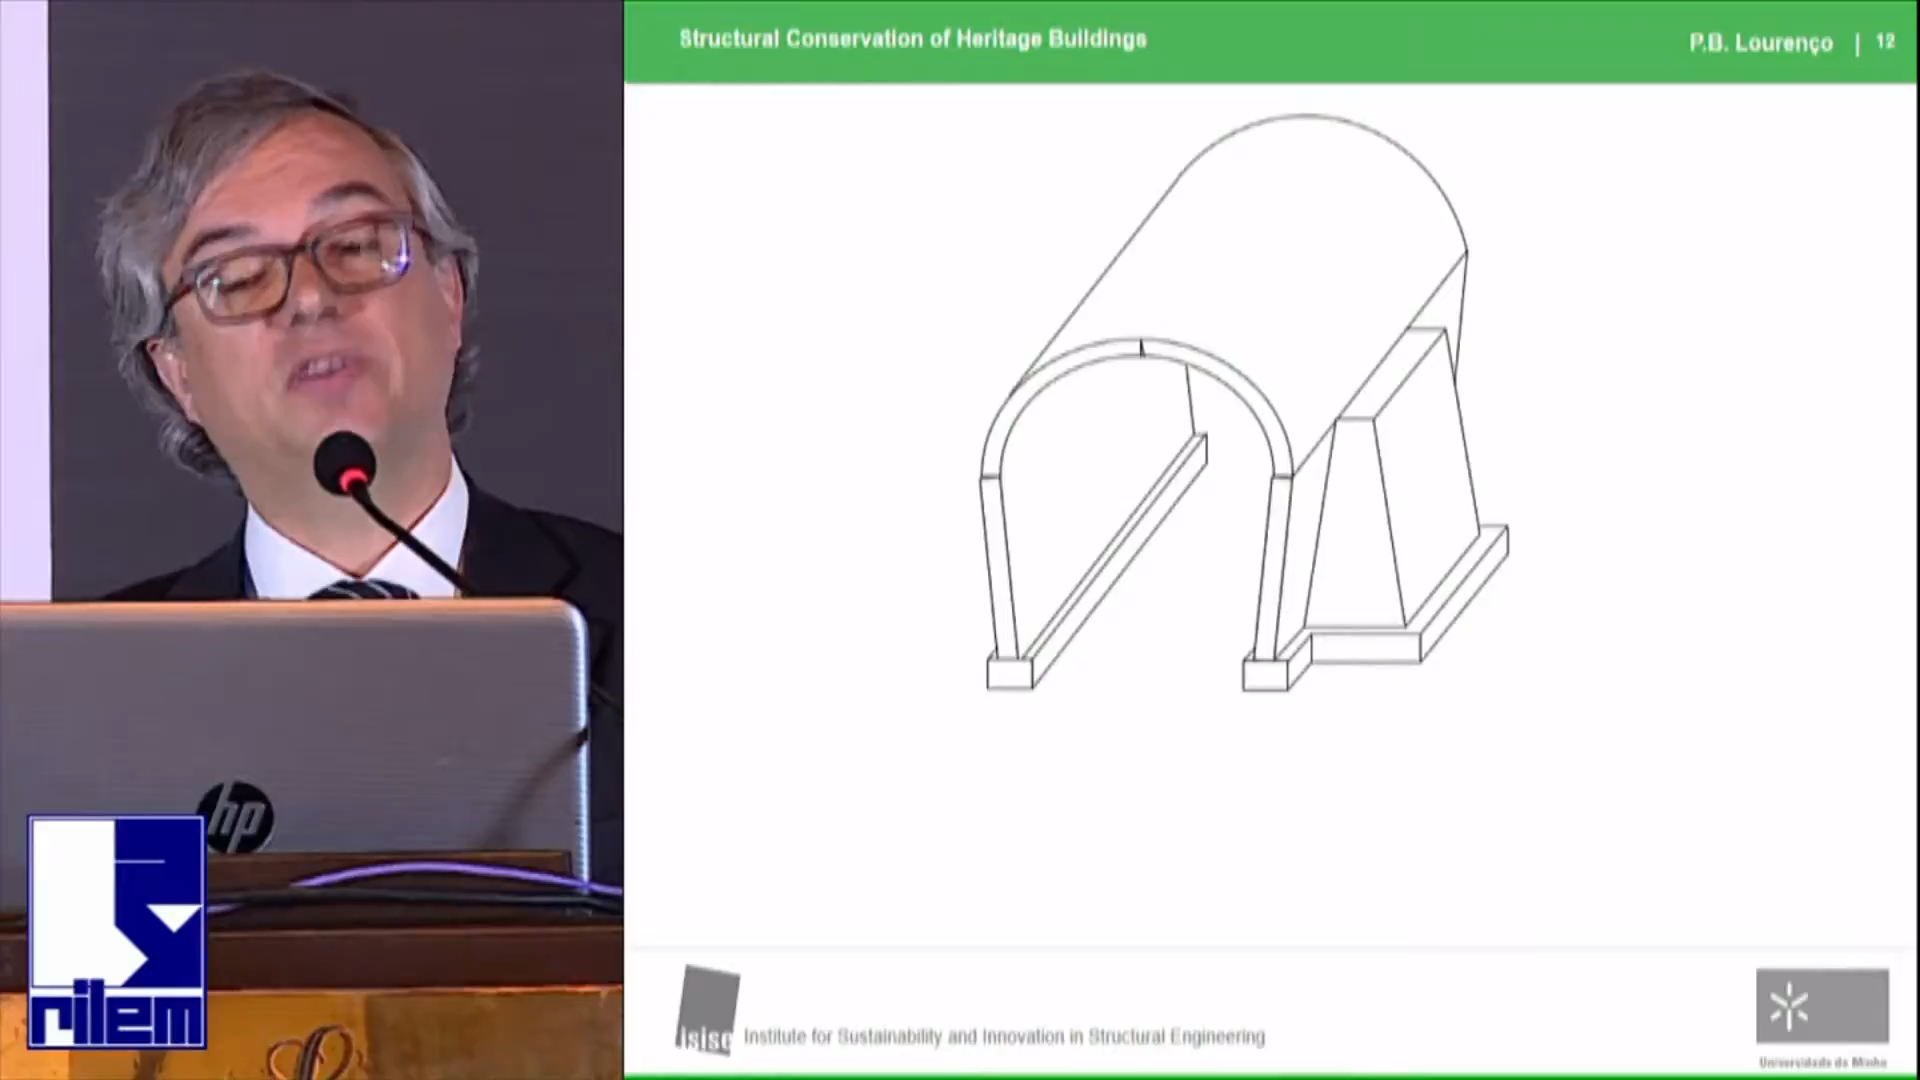 Structural Conservation of Heritage Buildings
P.B. Lourenço | 12
hp
rilem
isise
Institute for Sustainability and Innovation in Structural Engineering
Universidade do Minho